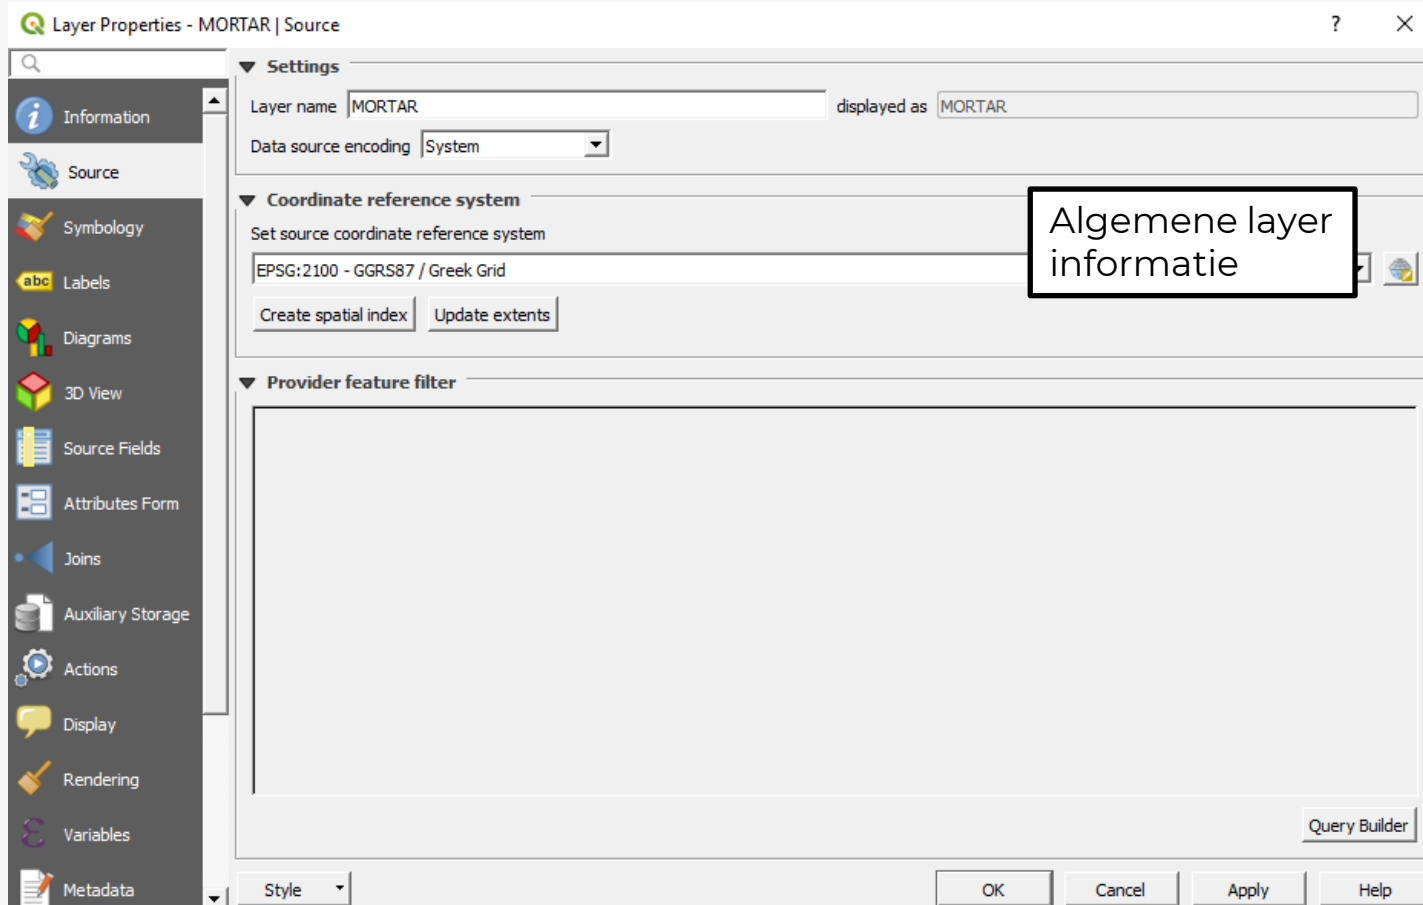 Layer Properties - MORTAR | Source
?
Settings
Information
Layer name MORTAR displayed as MORTAR
Data source encoding System
Source
Coordinate reference system
Algemene layer
informatie
Symbology
Set source coordinate reference system
EPSG:2100 - GGRS87 / Greek Grid
abc Labels
Create spatial index Update extents
Diagrams
Provider feature filter
3D View
Source Fields
Attributes Form
Joins
Auxiliary Storage
Actions
Display
Rendering
Query Builder
Variables
Metadata
Style OK Cancel Apply Help